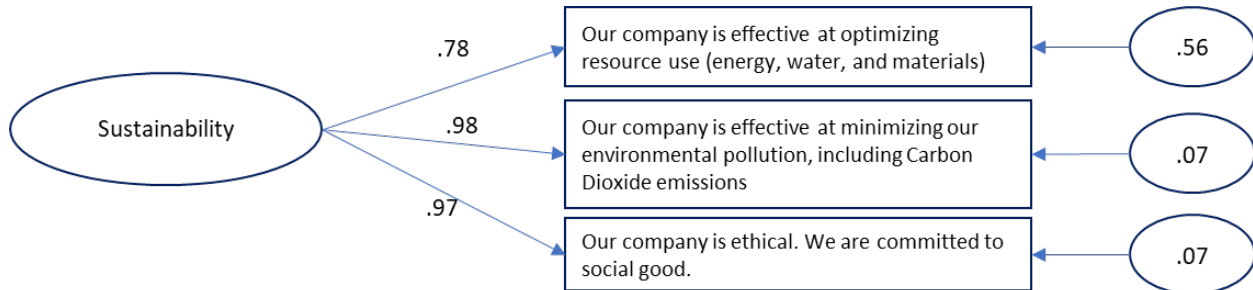 Our company is effective at optimizing
resource use (energy, water, and materials)
.78
.56
Sustainability
.98
Our company is effective at minimizing our
environmental pollution, including Carbon
Dioxide emissions
.07
.97
Our company is ethical. We are committed to
social good.
.07